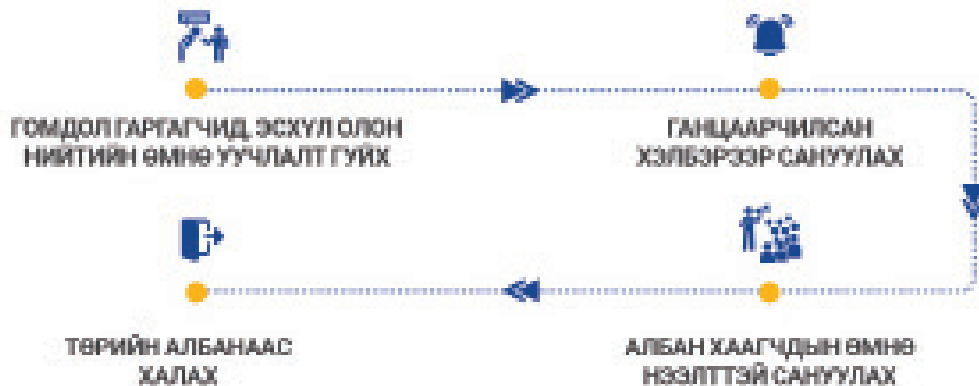 ГОМДОЛ ГАРГАГЧИД, ЭСХҮЛ ОЛОН
НИЙТИЙН ӨМНӨ УУЧЛАЛТ ГУЙХ
ГАНЦААРЧИЛСАН
ХЭЛБЭРЭЭР САНУУЛАХ
АЛБАН ХААГЧДЫН ӨМНӨ
НЭЭЛТТЭЙ САНУУЛАХ
ТӨРИЙН АЛБАНААС
ХАЛАХ